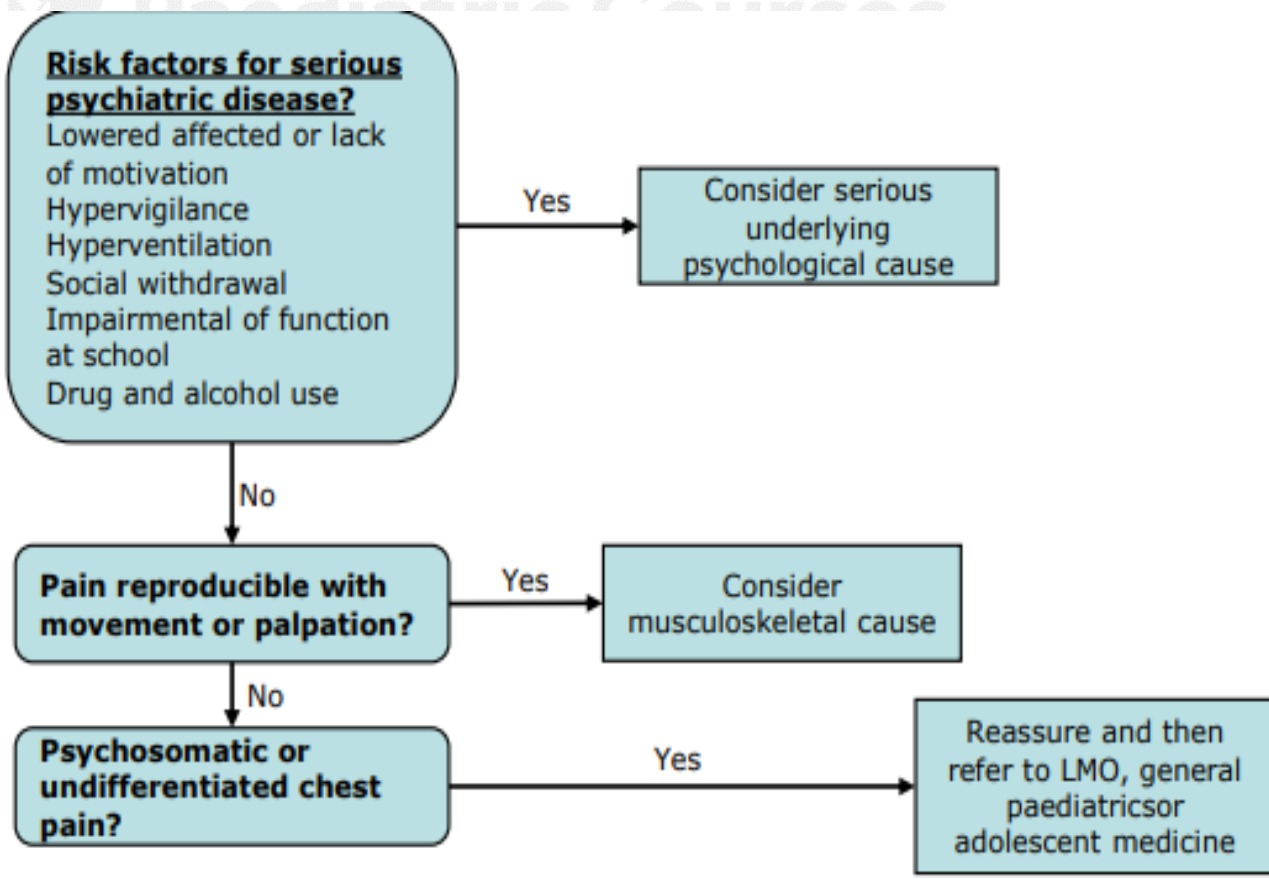 Paediatric Courses
Risk factors for serious
psychiatric disease?
Lowered affected or lack
of motivation
Hypervigilance
Hyperventilation
Social withdrawal
Impairmental of function
at school
Drug and alcohol use
Yes
Consider serious
underlying
psychological cause
No
Pain reproducible with
movement or palpation?
Yes
Consider
musculoskeletal cause
No
Psychosomatic or
undifferentiated chest
pain?
Yes
Reassure and then
refer to LMO, general
paediatricsor
adolescent medicine